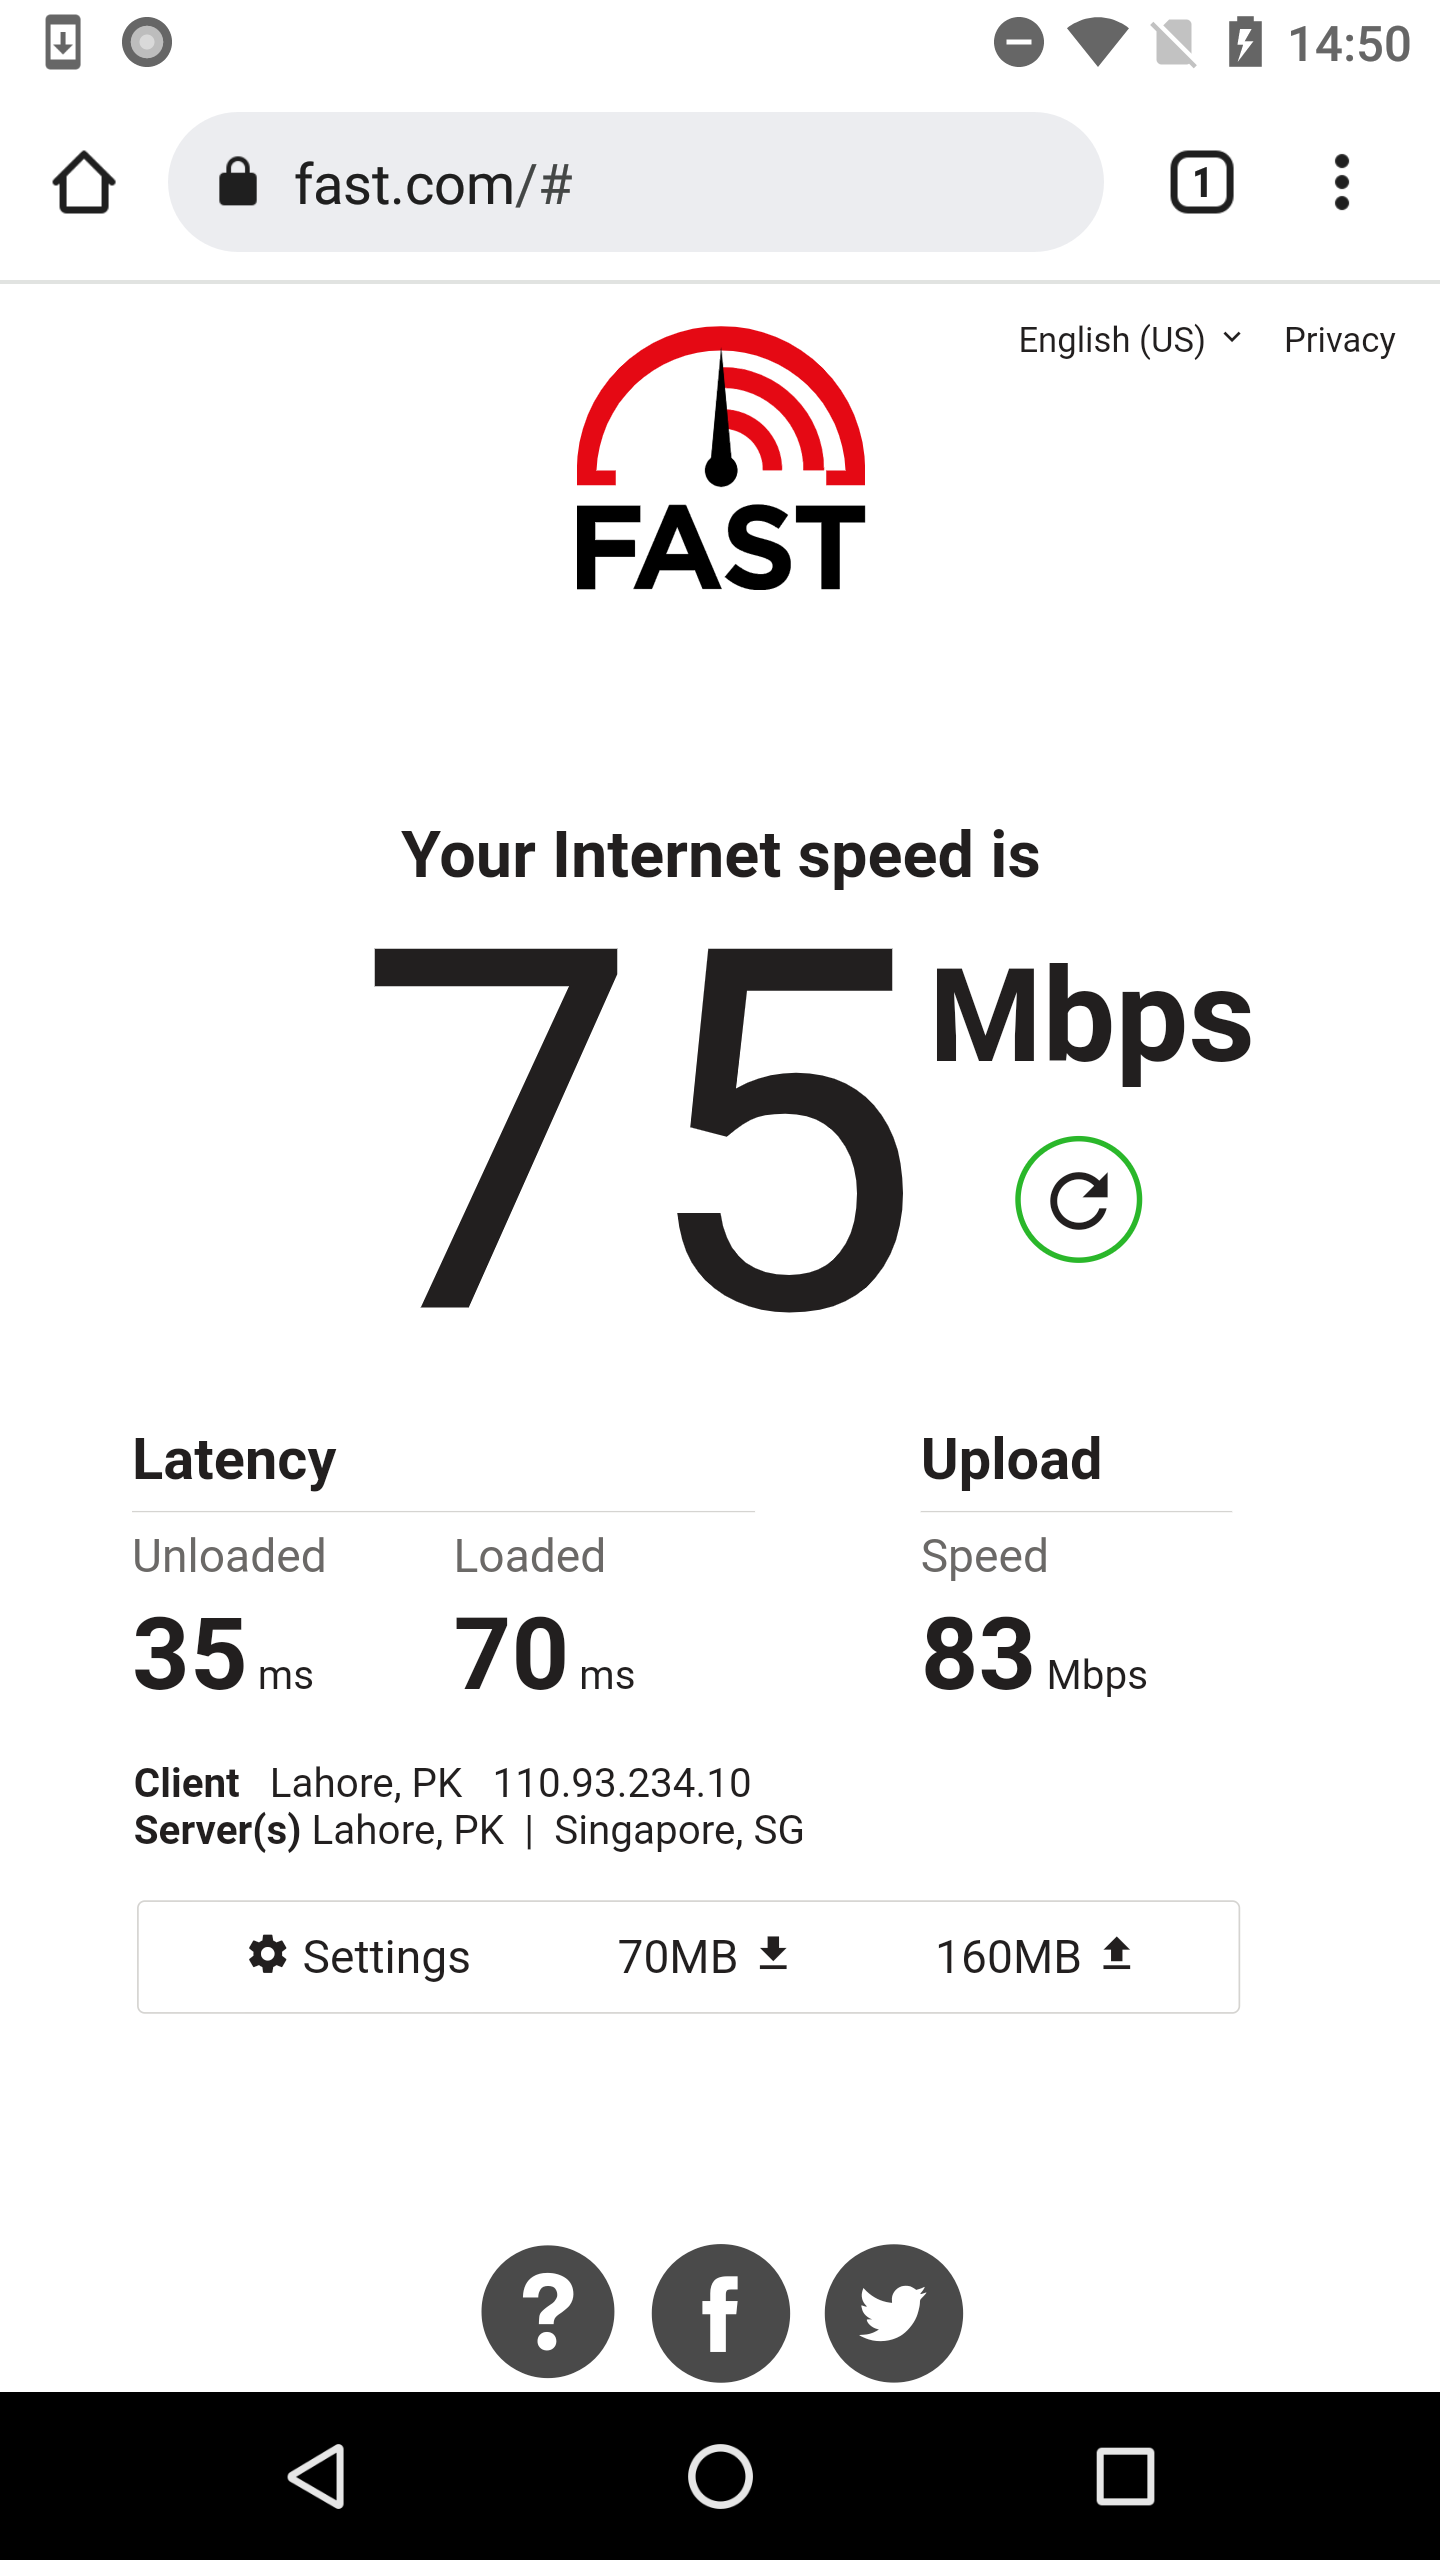 14:50
fast.com/#
1
English (US) Privacy
FAST
Your Internet speed is
75 Mbps
Latency Upload
Unloaded Loaded Speed
35 ms 70 ms 83 Mbps
Client Lahore, PK 110.93.234.10
Server(s) Lahore, PK | Singapore, SG
Settings 70MB 160MB
?
f